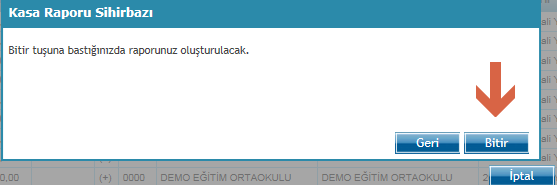 Kasa Raporu Sihirbazı
Bitir tuşuna bastığınızda raporunuz oluşturulacak.
Geri Bitir
0.00 (+) 0000 DEMO EĞİTİM ORTAOKULU DEMO EĞİTİM ORTAOKULU
İptal